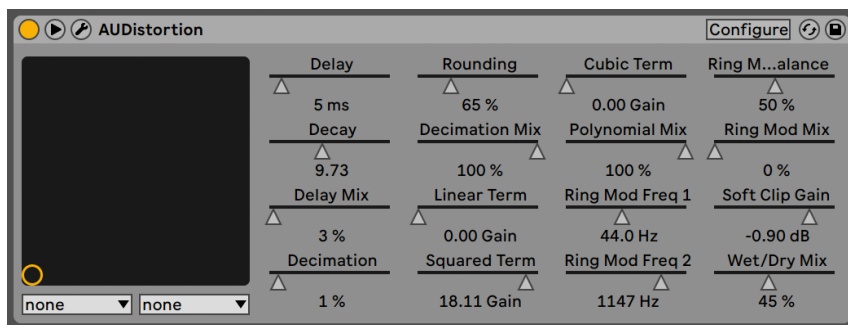 AUDistortion Configure
Delay Rounding Cubic Term Ring M...alance
5 ms 65 % 0.00 Gain 50 %
Decay Decimation Mix Polynomial Mix Ring Mod Mix
9.73 100 % 100 % 0 %
Delay Mix Linear Term Ring Mod Freq 1 Soft Clip Gain
3 % 0.00 Gain 44.0 Hz -0.90 dB
Decimation Squared Term Ring Mod Freq 2 Wet/Dry Mix
1 % 18.11 Gain 1147 Hz 45 %
none none